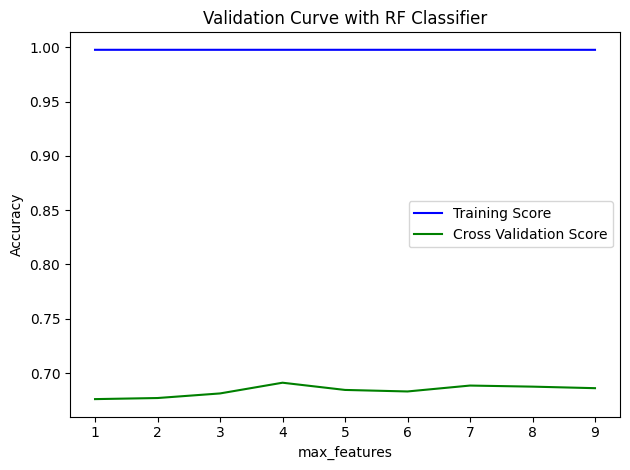 Validation Curve with RF Classifier
1.00
0.95
0.90
0.85
0.80
0.75
0.70
Accuracy
Training Score
Cross Validation Score
1 2 3 4 5 6 7 8 9
max_features